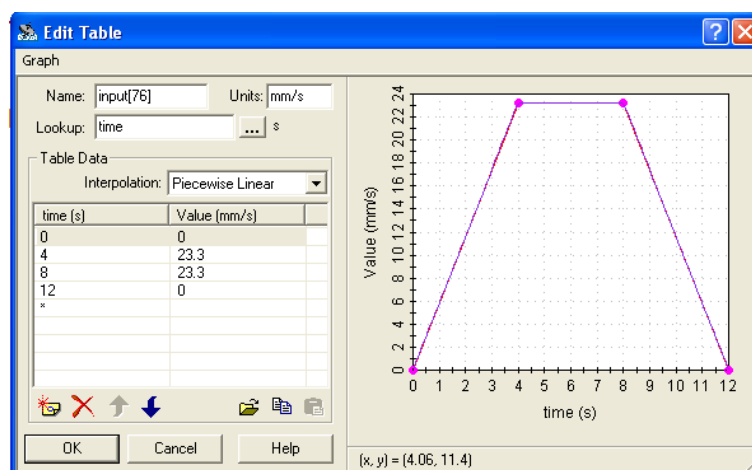 Edit Table
Graph
Name: input[76] Units: mm/s
Lookup: time ... s
Table Data
Interpolation: Piecewise Linear
time (s) Value (mm/s)
0 0
4 23.3
8 23.3
12 0
*
OK Cancel Help
24
22
20
18
16
14
12
10
8
6
4
2
0
Value (mm/s)
0 1 2 3 4 5 6 7 8 9 10 11 12
time (s)
(x, y) = (4.06, 11.4)